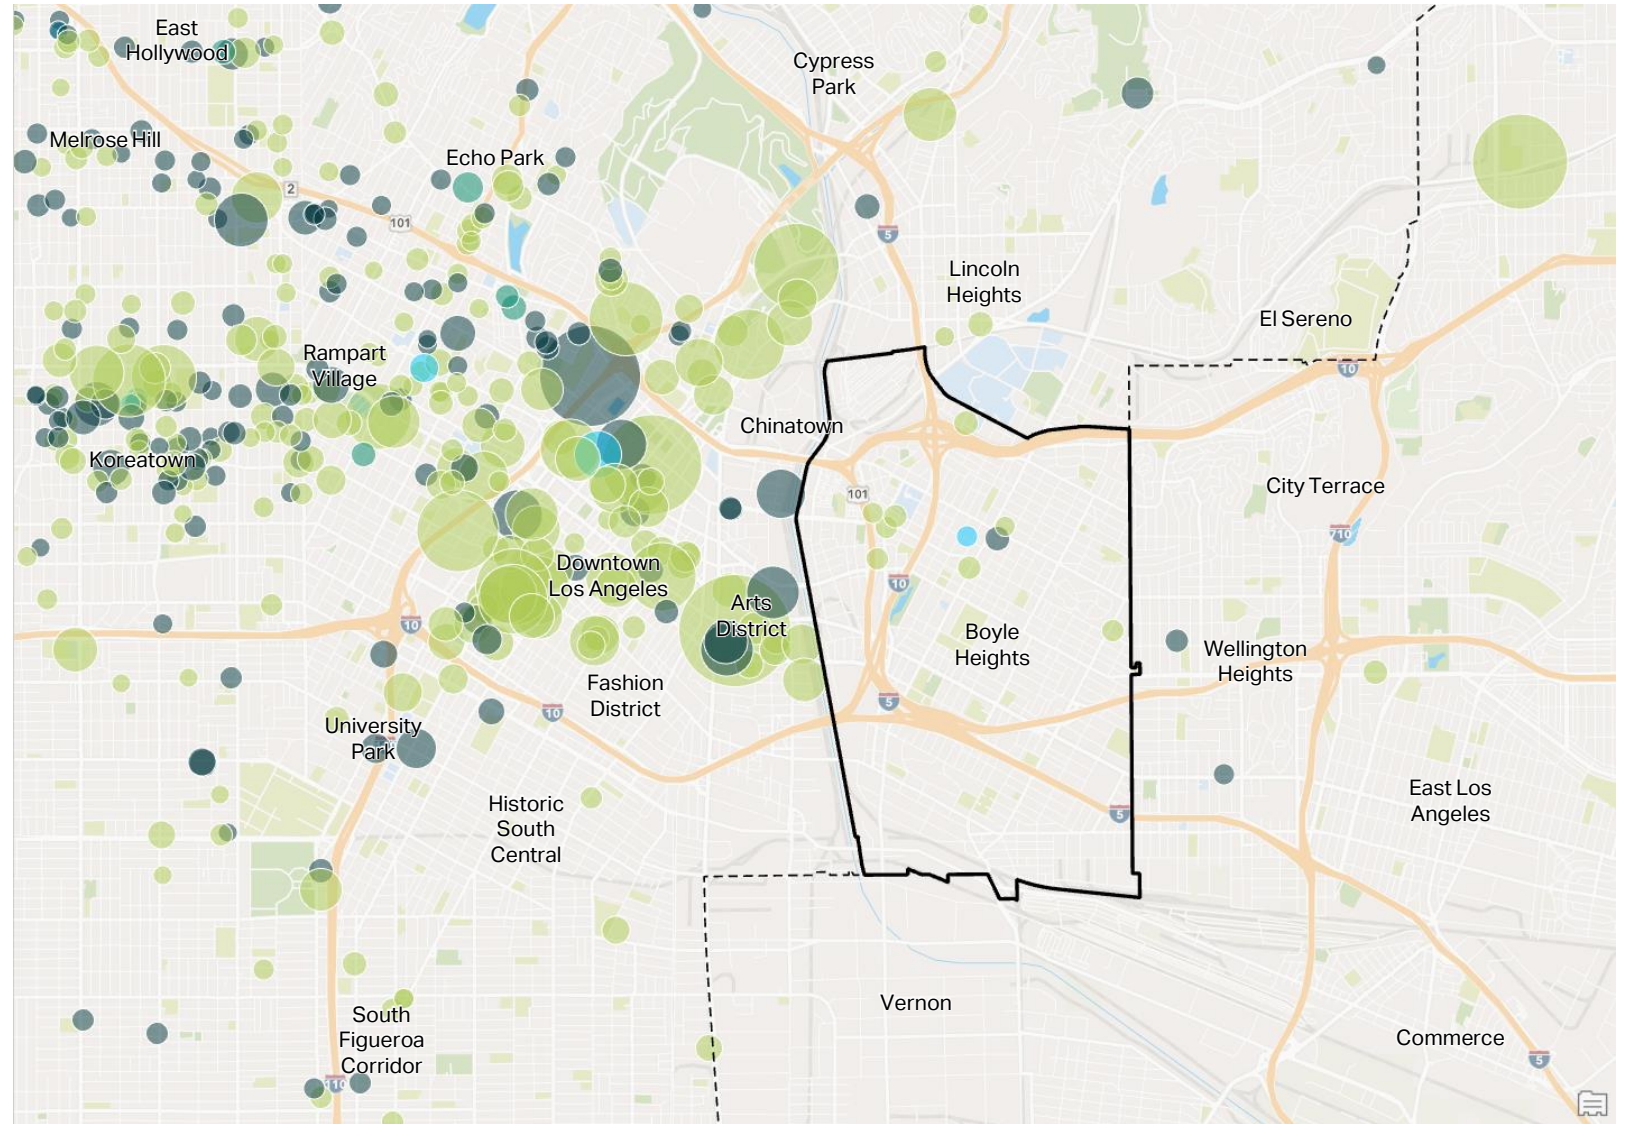 East
Hollywood
Cypress
Park
Melrose Hill
Echo Park
2
101
5
Lincoln
Heights
El Sereno
Rampart
Village
10
Chinatown
Koreatown
City Terrace
101
710
Downtown
Los Angeles
10
Arts
District
10
Boyle
Heights
Wellington
Heights
Fashion
District
5
10
University
Park
East Los
Angeles
Historic
South
Central
5
Vernon
South
Figueroa
Corridor
Commerce
5
110